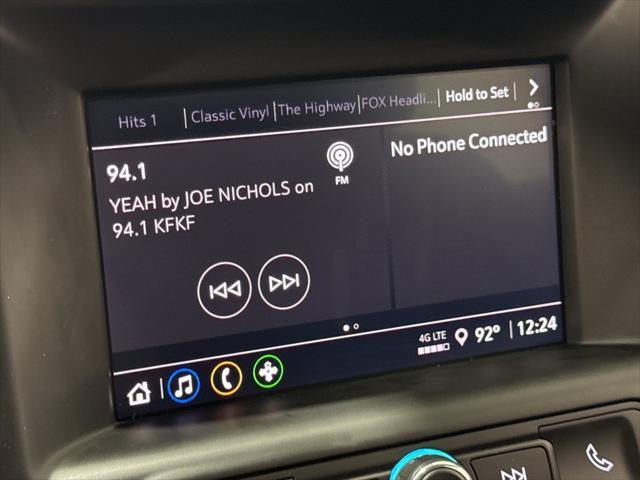 Hits 1 Classic Vinyl The Highway FOX Headli... Hold to Set
94.1
FM
No Phone Connected
YEAH by JOE NICHOLS on
94.1 KFKF
4G LTE 92° 12:24